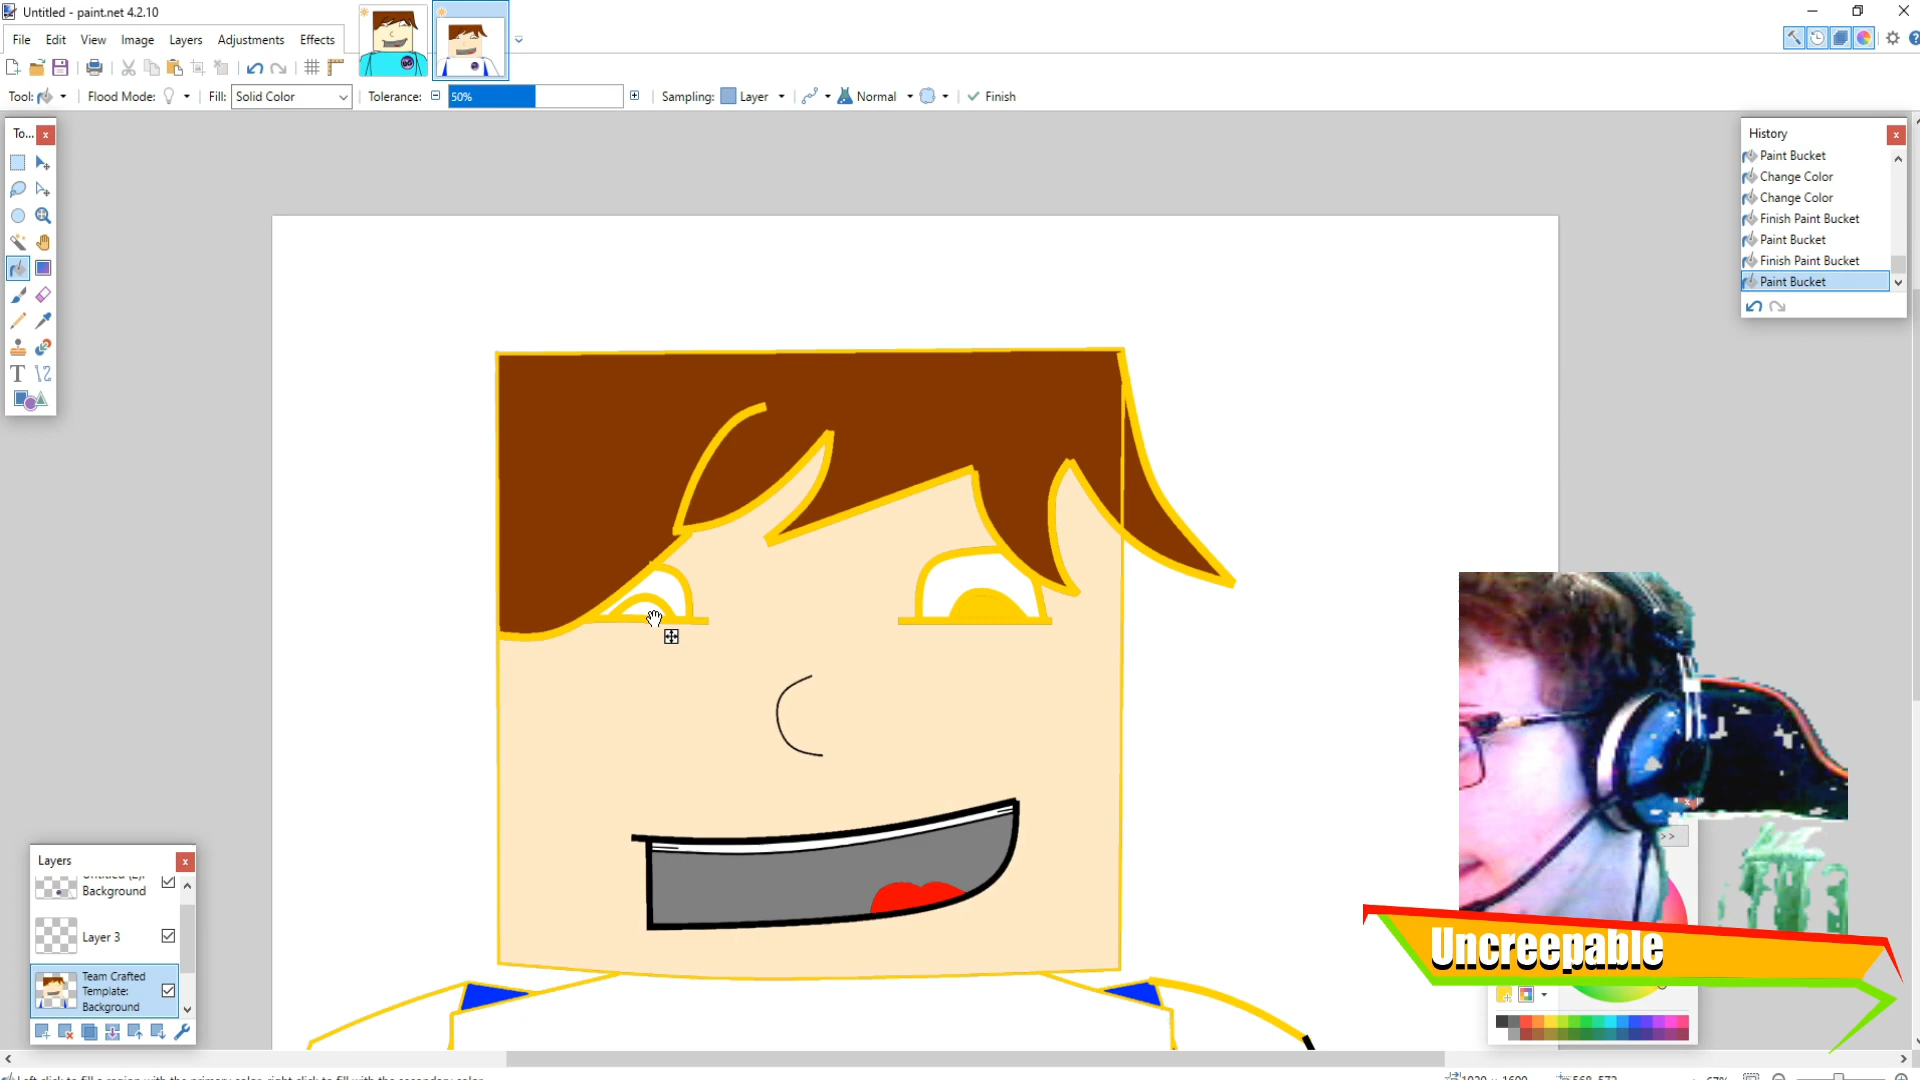 Untitled - paint.net 4.2.10
File Edit View Image Layers Adjustments Effects
Tool: Flood Mode: Fill: Solid Color Tolerance: 50% Sampling: Layer Normal Finish
To...
History
Paint Bucket
Change Color
Change Color
Finish Paint Bucket
Paint Bucket
Finish Paint Bucket
Paint Bucket
>>
Layers
Background
Layer 3
Team Crafted
Template:
Background
Uncreepable